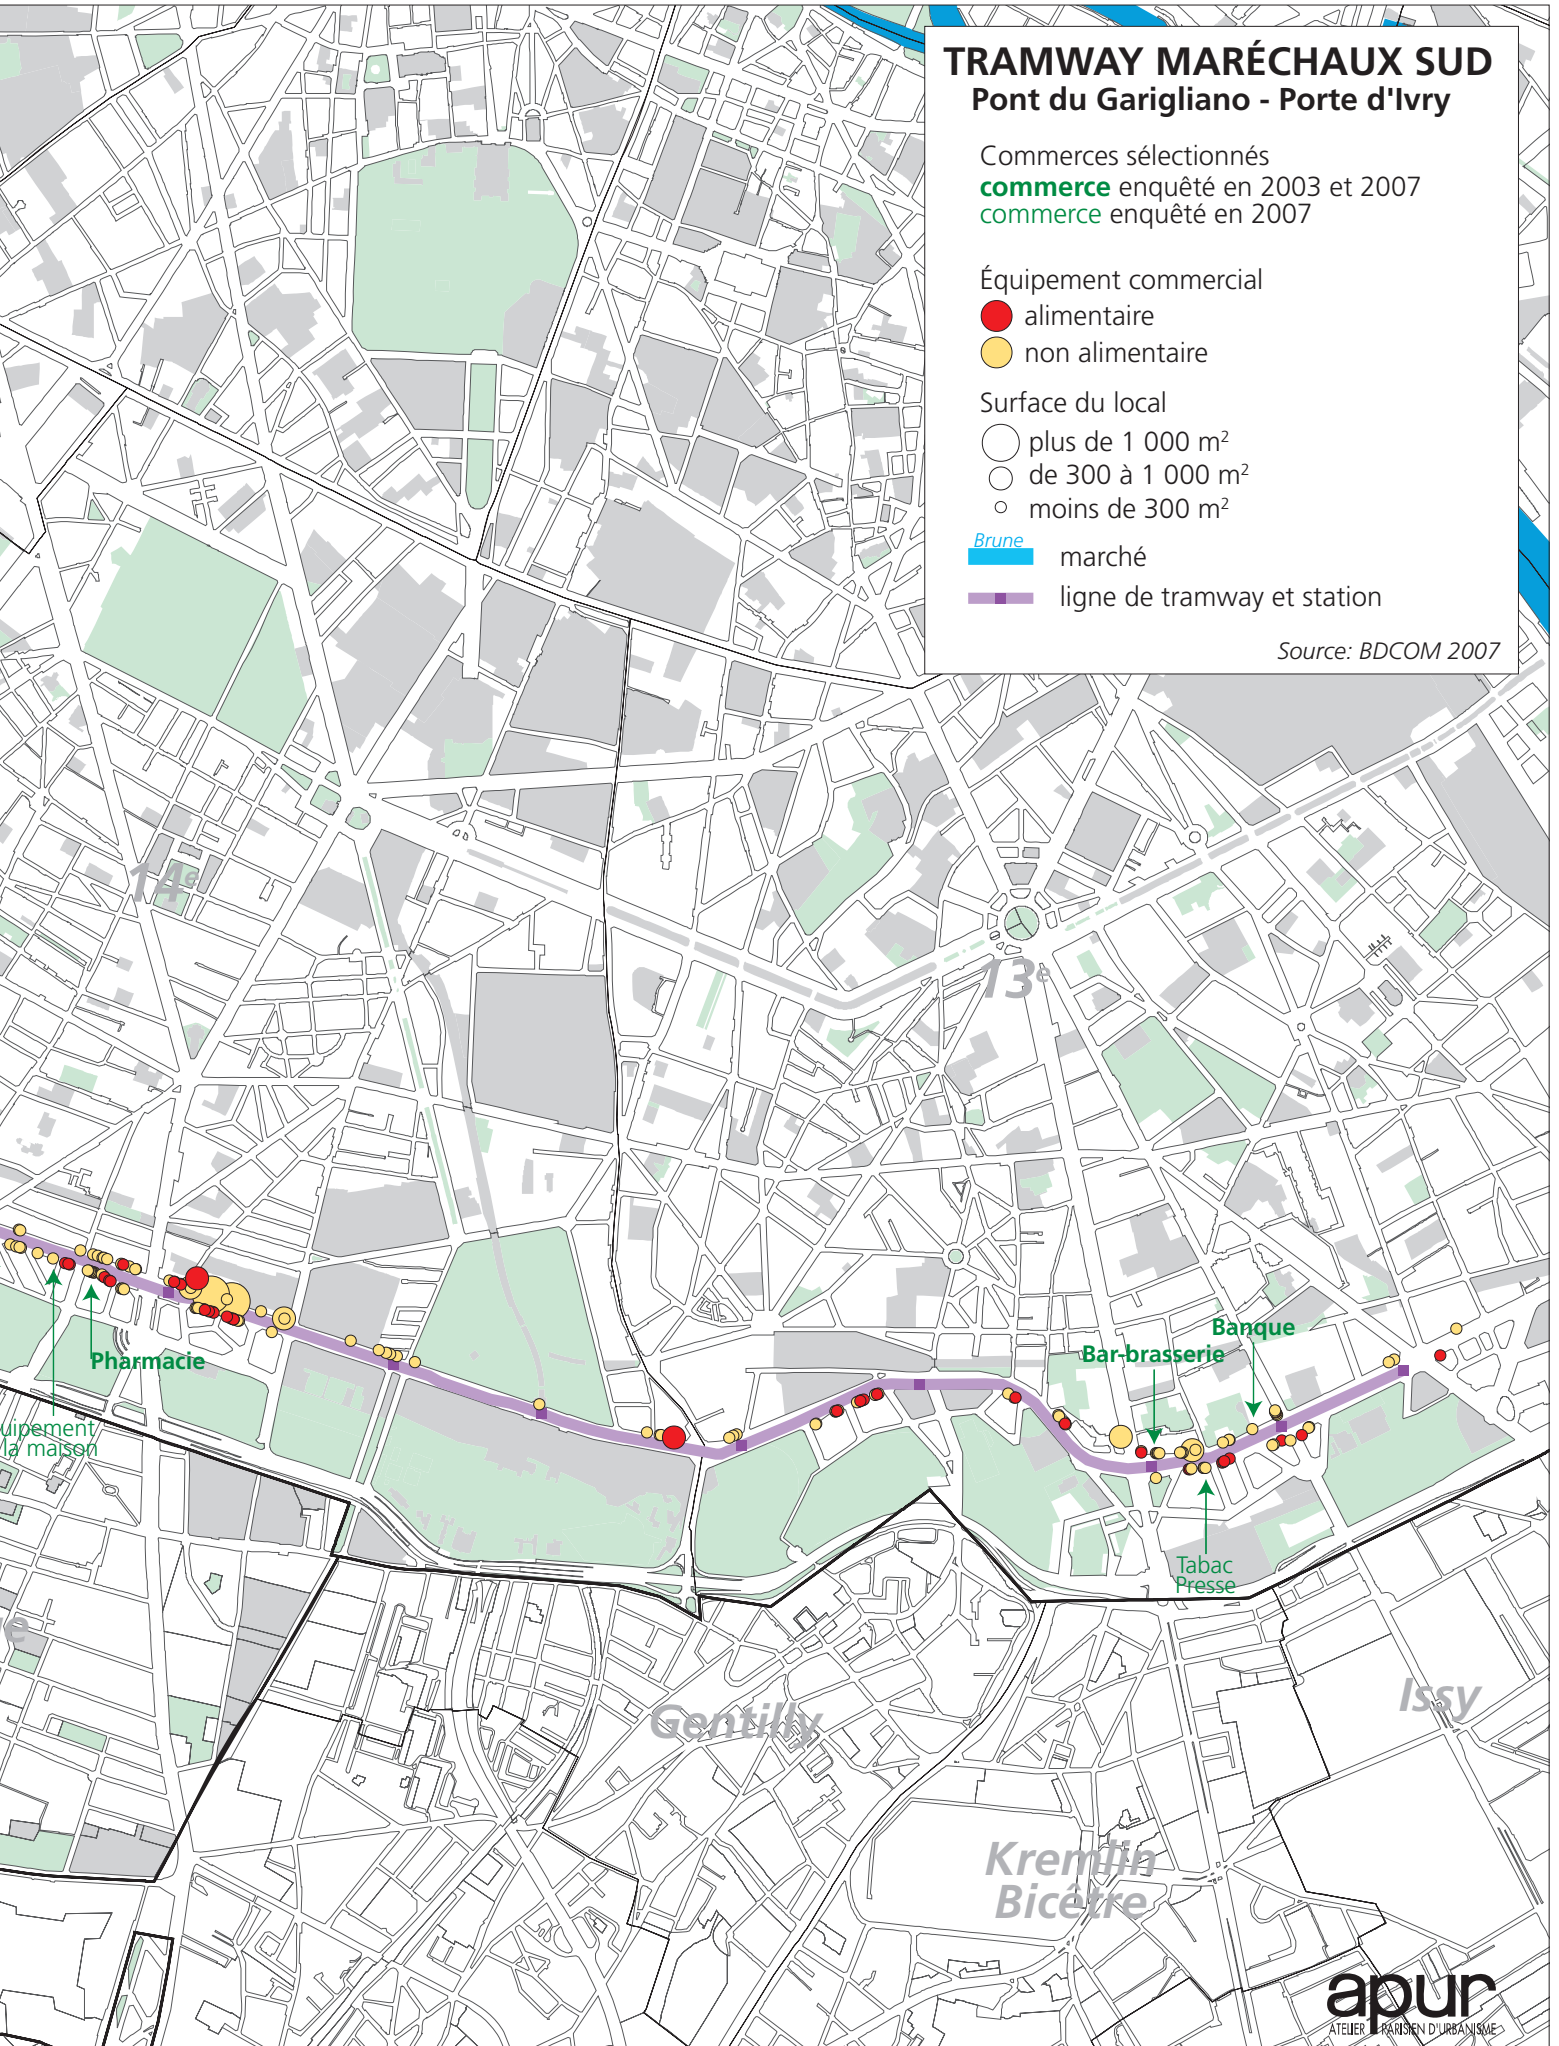 TRAMWAY MARÉCHAUX SUD
Pont du Garigliano - Porte d'Ivry
Commerces sélectionnés
commerce enquêté en 2003 et 2007
commerce enquêté en 2007
Équipement commercial
alimentaire
non alimentaire
Surface du local
plus de 1 000 m²
de 300 à 1 000 m²
moins de 300 m²
Brune
marché
ligne de tramway et station
Source: BDCOM 2007
14e
13e
Banque
Bar-brasserie
Pharmacie
uipement
la maison
Tabac
Presse
Gentilly
Issy
Kremlin
Bicêtre
apur
ATELIER PARISIEN D'URBANISME